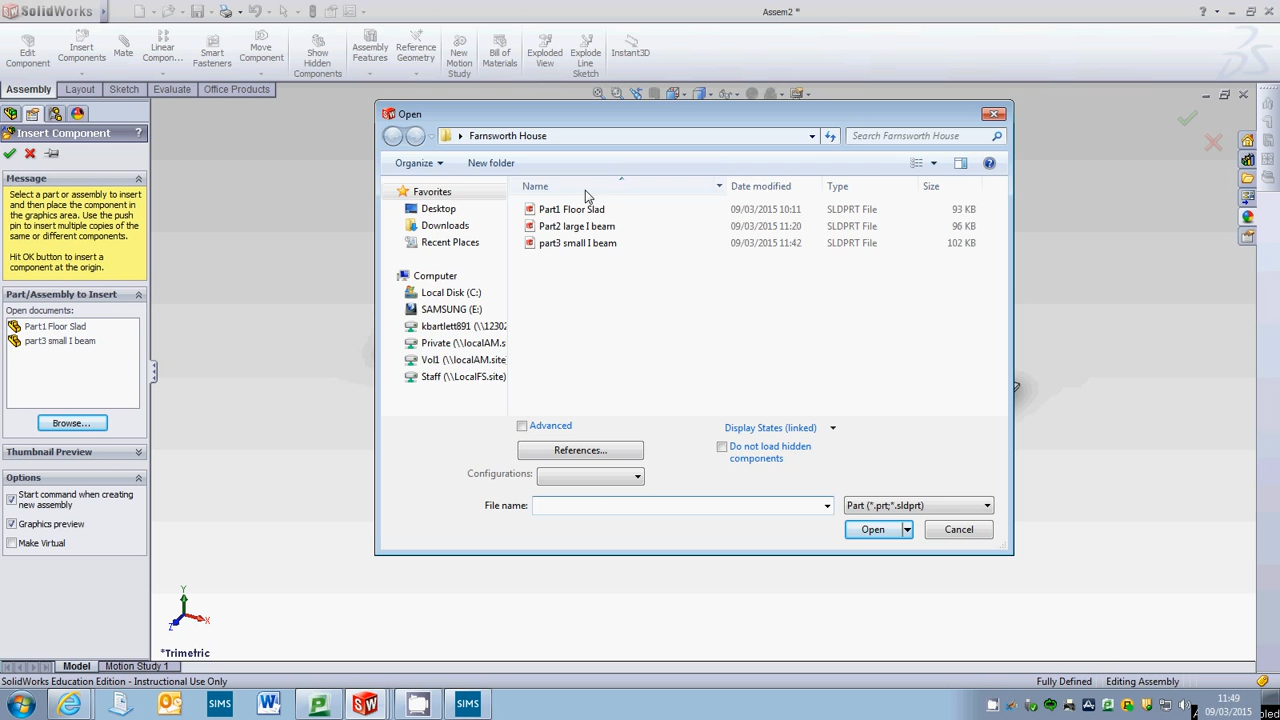 SolidWorks
Assem2 *
Edit Component
Insert Components
Mate
Linear Compon...
Smart Fasteners
Move Component
Show Hidden Components
Assembly Features
Reference Geometry
New Motion Study
Bill of Materials
Exploded View
Explode Line Sketch
Instant3D
Assembly
Layout
Sketch
Evaluate
Office Products
Insert Component
?
Message
Select a part or assembly to insert
and then place the component in
the graphics area. Use the push
pin to insert multiple copies of the
same or different components.
Hit OK button to insert a
component at the origin.
Part/Assembly to Insert
Open documents:
Part1 Floor Slad
part3 small I beam
Browse...
Thumbnail Preview
Options
Start command when creating
new assembly
Graphics preview
Make Virtual
Open
Farnsworth House
Search Farnsworth House
Organize
New folder
Name
Date modified
Type
Size
Favorites
Desktop
Downloads
Recent Places
Computer
Local Disk (C:)
SAMSUNG (E:)
kbartlett891 (\\12302
Private (\\localAM.s
Vol1 (\\localAM.site
Staff (\\LocalFS.site)
Part1 Floor Slad 09/03/2015 10:11 SLDPRT File 93 KB
Part2 large I beam 09/03/2015 11:20 SLDPRT File 96 KB
part3 small I beam 09/03/2015 11:42 SLDPRT File 102 KB
Advanced
References...
Configurations:
Display States (linked)
Do not load hidden
components
File name:
Part (*.prt;*.sldprt)
Open
Cancel
Y
X
Z
*Trimetric
Model
Motion Study 1
SolidWorks Education Edition - Instructional Use Only
Fully Defined
Editing Assembly
SIMS
SIMS
11:49
09/03/2015